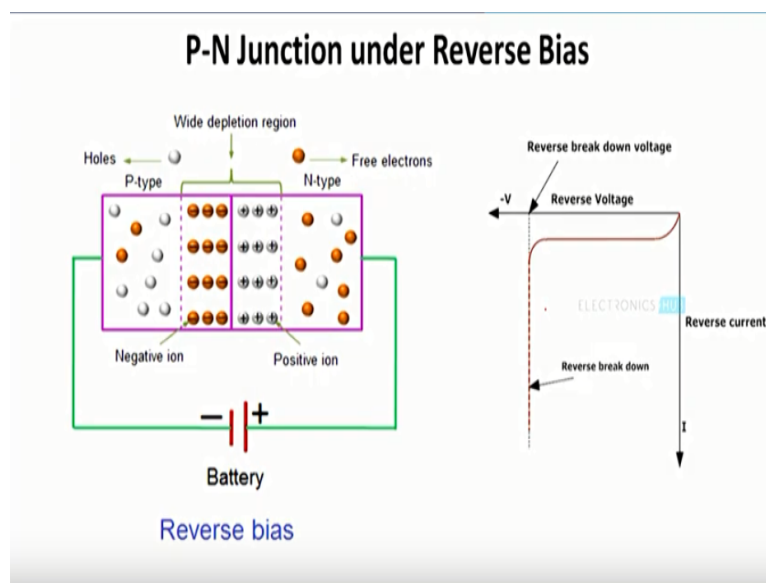 P-N Junction under Reverse Bias
Wide depletion region
Holes
Free electrons
P-type
N-type
Negative ion
Positive ion
− +
Battery
Reverse bias
Reverse break down voltage
-V
Reverse Voltage
ELECTRONICS HUB
Reverse current
Reverse break down
I